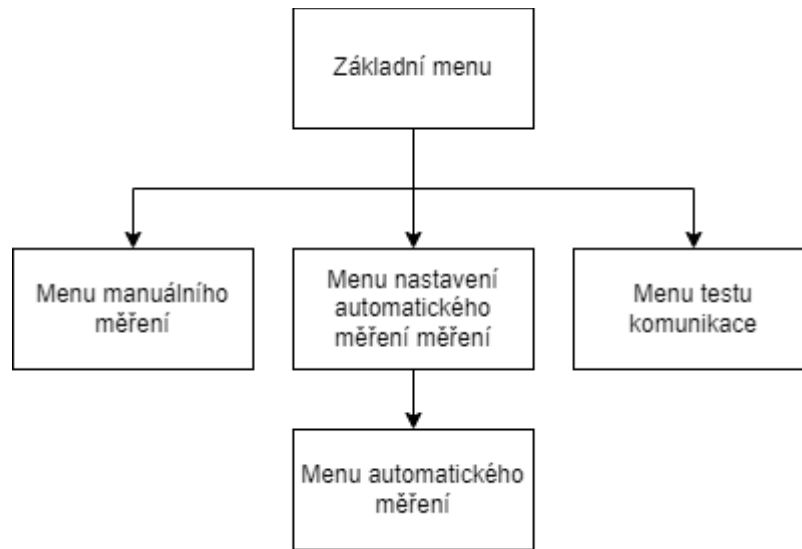 Základní menu
Menu manuálního
měření
Menu nastavení
automatického
měření měření
Menu testu
komunikace
Menu automatického
měření